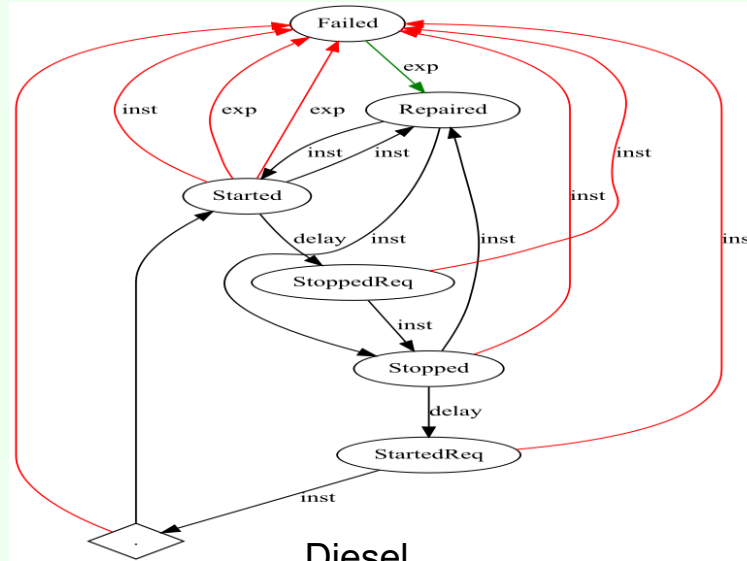 Failed
exp
inst
exp
exp
Repaired
inst
inst
inst
Started
inst
delay
inst
inst
inst
StoppedReq
inst
Stopped
delay
StartedReq
inst
.
Diesel